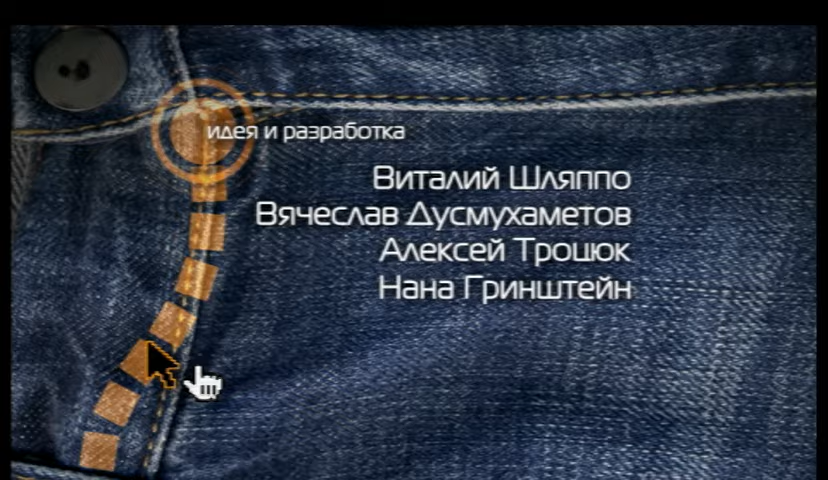 идея и разработка
Виталий Шляппо
Вячеслав Дусмухаметов
Алексей Троцюк
Нана Гринштейн